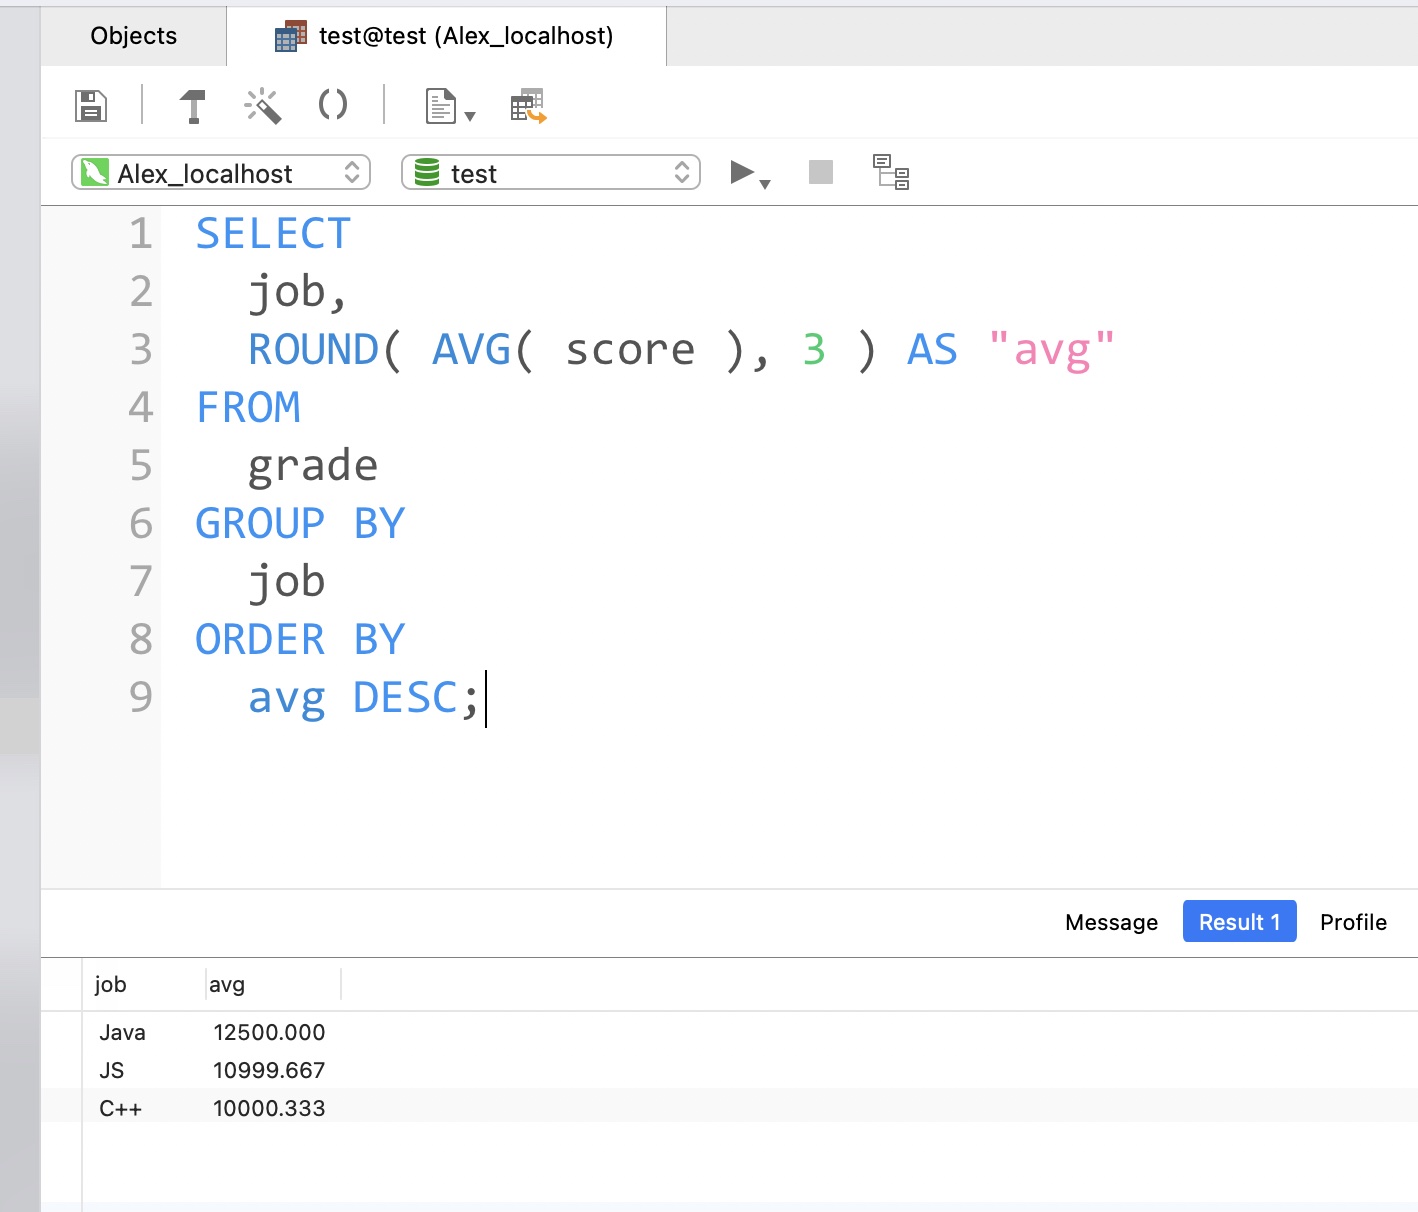 Objects
test@test (Alex_localhost)
Alex_localhost
test
1 SELECT
2 job,
3 ROUND( AVG( score ), 3 ) AS "avg"
4 FROM
5 grade
6 GROUP BY
7 job
8 ORDER BY
9 avg DESC;
Message Result 1 Profile
job avg
Java 12500.000
JS 10999.667
C++ 10000.333